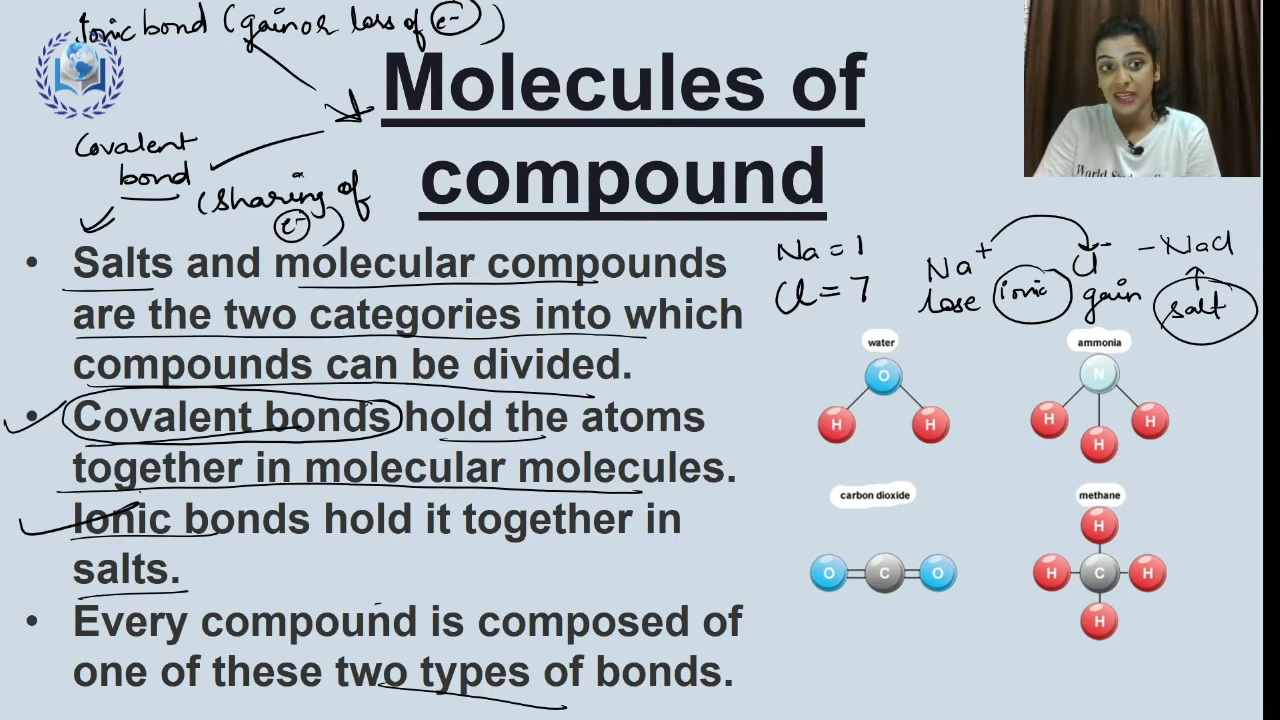 Ionic bond (gain or loss of e-)
Molecules of
compound
Covalent
bond
(sharing of
e-)
• Salts and molecular compounds
are the two categories into which
compounds can be divided.
• Covalent bonds hold the atoms
together in molecular molecules.
Ionic bonds hold it together in
salts.
• Every compound is composed of
one of these two types of bonds.
Na = 1
Cl = 7
Na+ Cl- - NaCl
lose ionic gain salt
water
O
H H
ammonia
N
H H H
carbon dioxide
O C O
methane
H
H C H
H